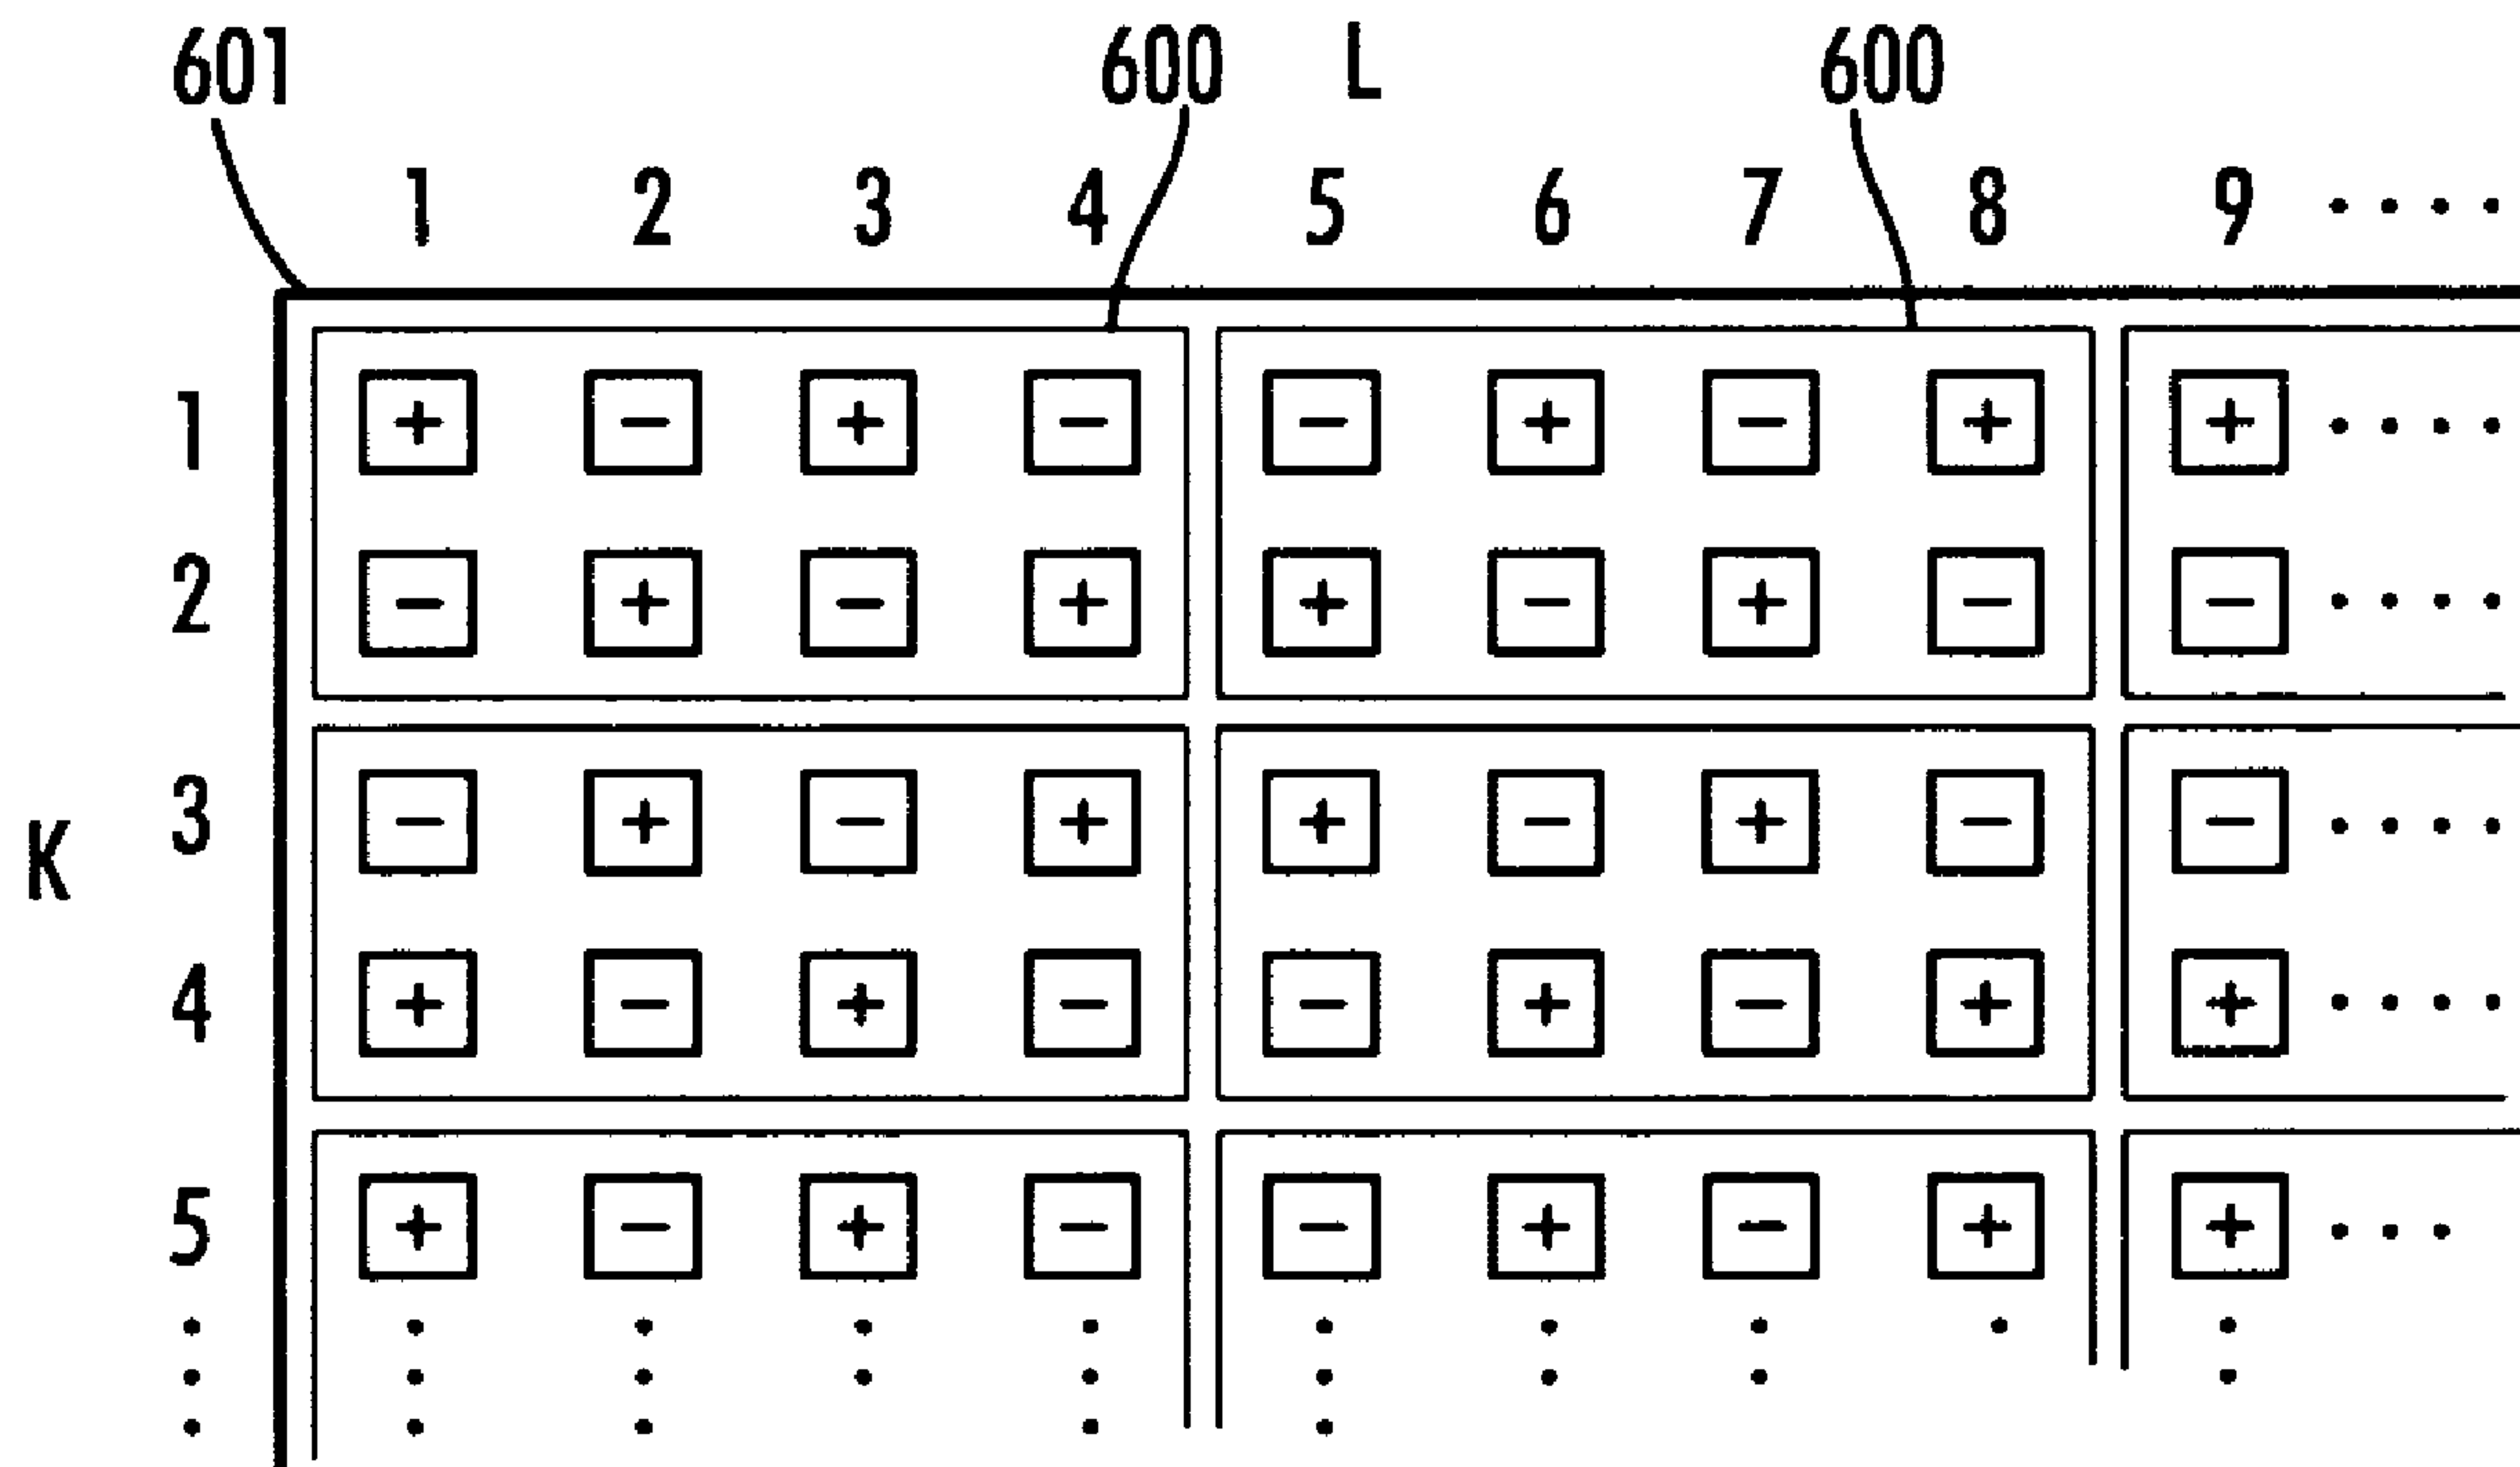 601 600 L 600
1 2 3 4 5 6 7 8 9 ....
1 + − + − − + − + + ....
2 − + − + + − + − − ....
3 − + − + + − + − − ....
K
4 + − + − − + − + + ....
5 + − + − − + − + + ...